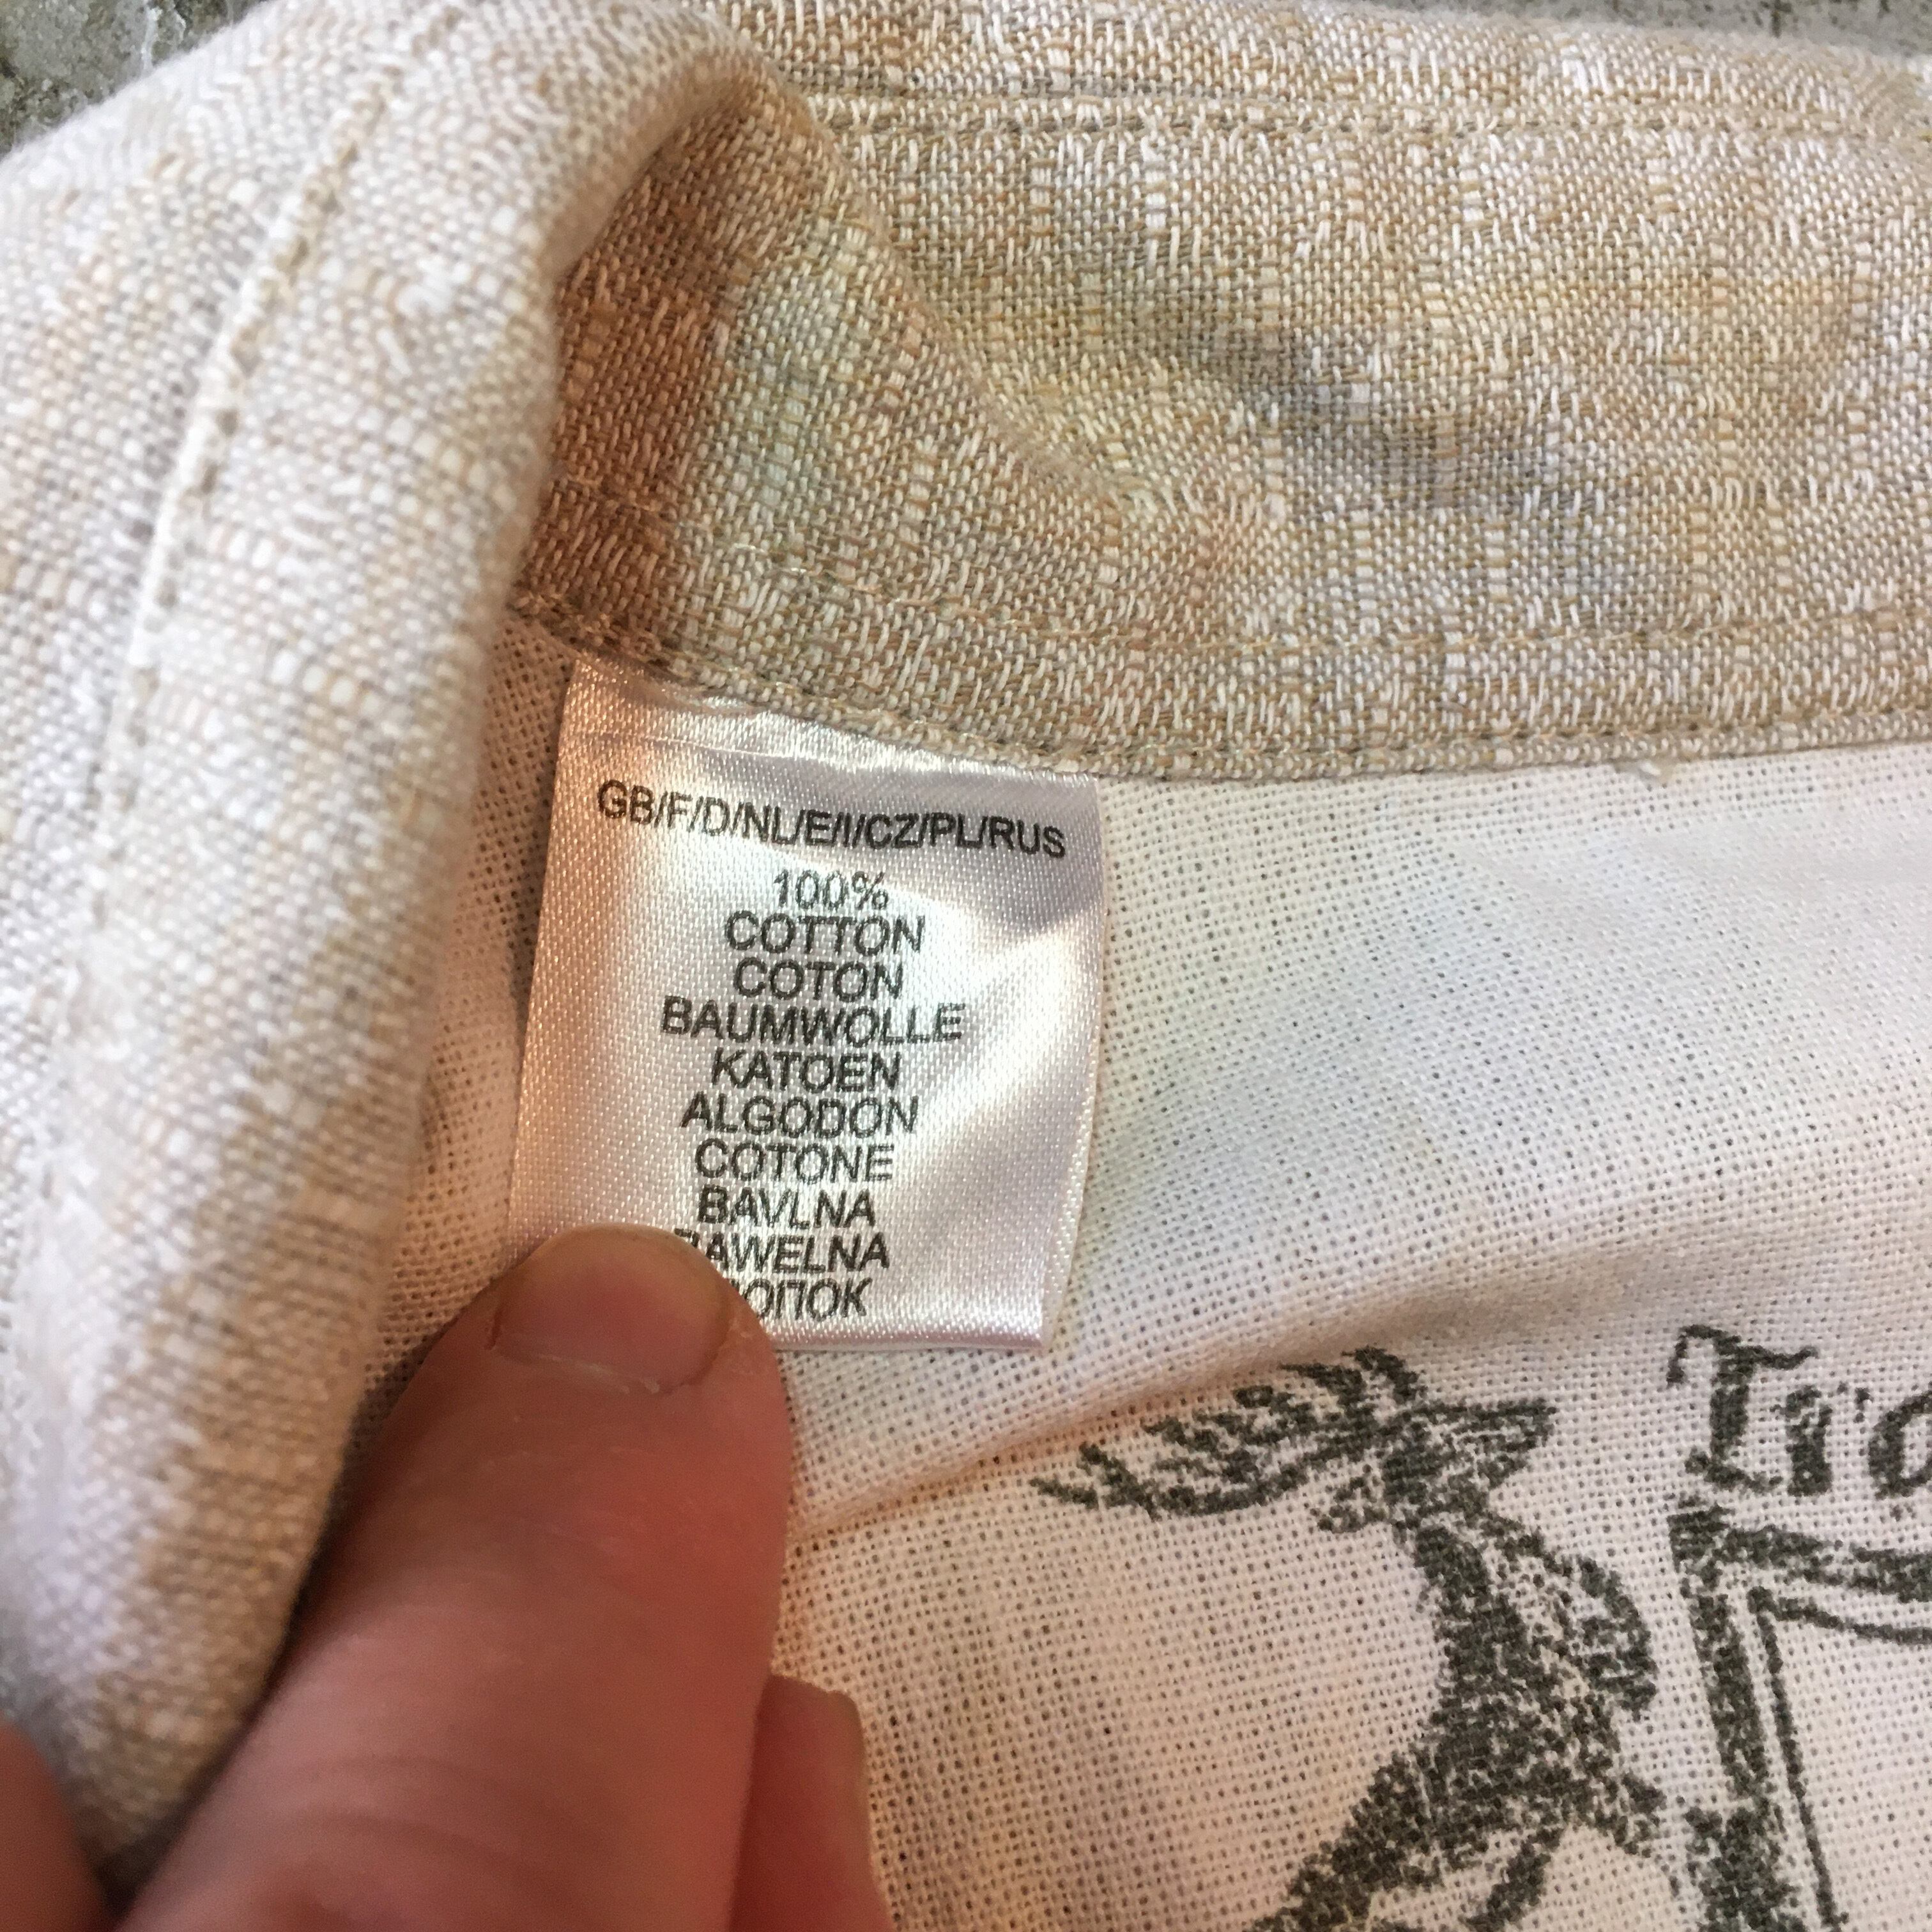 GB/F/D/NL/E/I/CZ/PL/RUS
100%
COTTON
COTON
BAUMWOLLE
KATOEN
ALGODON
COTONE
BAVLNA